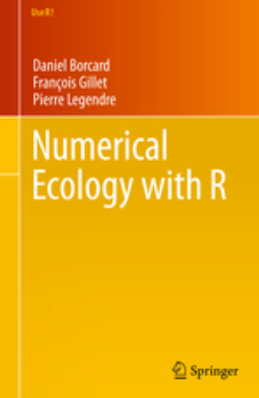 Use R!
Daniel Borcard
François Gillet
Pierre Legendre
Numerical
Ecology with R
Springer